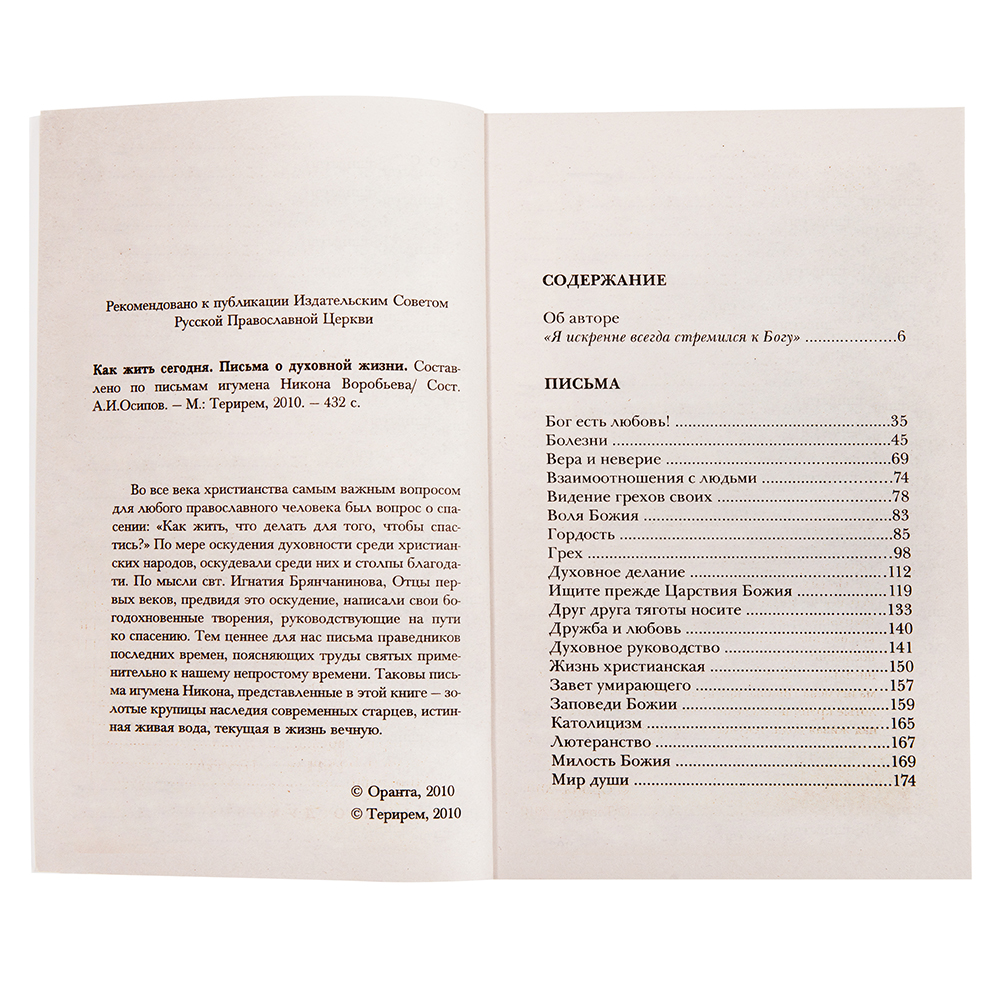 Рекомендовано к публикации Издательским Советом
Русской Православной Церкви
Как жить сегодня. Письма о духовной жизни. Состав-
лено по письмам игумена Никона Воробьева/ Сост.
А.И.Осипов. – М.: Терирем, 2010. – 432 с.
Во все века христианства самым важным вопросом
для любого православного человека был вопрос о спа-
сении: «Как жить, что делать для того, чтобы спас-
тись?» По мере оскудения духовности среди христиан-
ских народов, оскудевали среди них и столпы благода-
ти. По мысли свт. Игнатия Брянчанинова, Отцы пер-
вых веков, предвидя это оскудение, написали свои бо-
годохновенные творения, руководствующие на пути
ко спасению. Тем ценнее для нас письма праведников
последних времен, поясняющих труды святых приме-
нительно к нашему непростому времени. Таковы пись-
ма игумена Никона, представленные в этой книге – зо-
лотые крупицы наследия современных старцев, истин-
ная живая вода, текущая в жизнь вечную.
© Оранта, 2010
© Терирем, 2010
СОДЕРЖАНИЕ
Об авторе
«Я искренне всегда стремился к Богу» ....................6
ПИСЬМА
Бог есть любовь! ........................................35
Болезни ........................................45
Вера и неверие ........................................69
Взаимоотношения с людьми ........................................74
Видение грехов своих ........................................78
Воля Божия ........................................83
Гордость ........................................85
Грех ........................................98
Духовное делание ........................................112
Ищите прежде Царствия Божия ........................................119
Друг друга тяготы носите ........................................133
Дружба и любовь ........................................140
Духовное руководство ........................................141
Жизнь христианская ........................................150
Завет умирающего ........................................157
Заповеди Божии ........................................159
Католицизм ........................................165
Лютеранство ........................................167
Милость Божия ........................................169
Мир души ........................................174